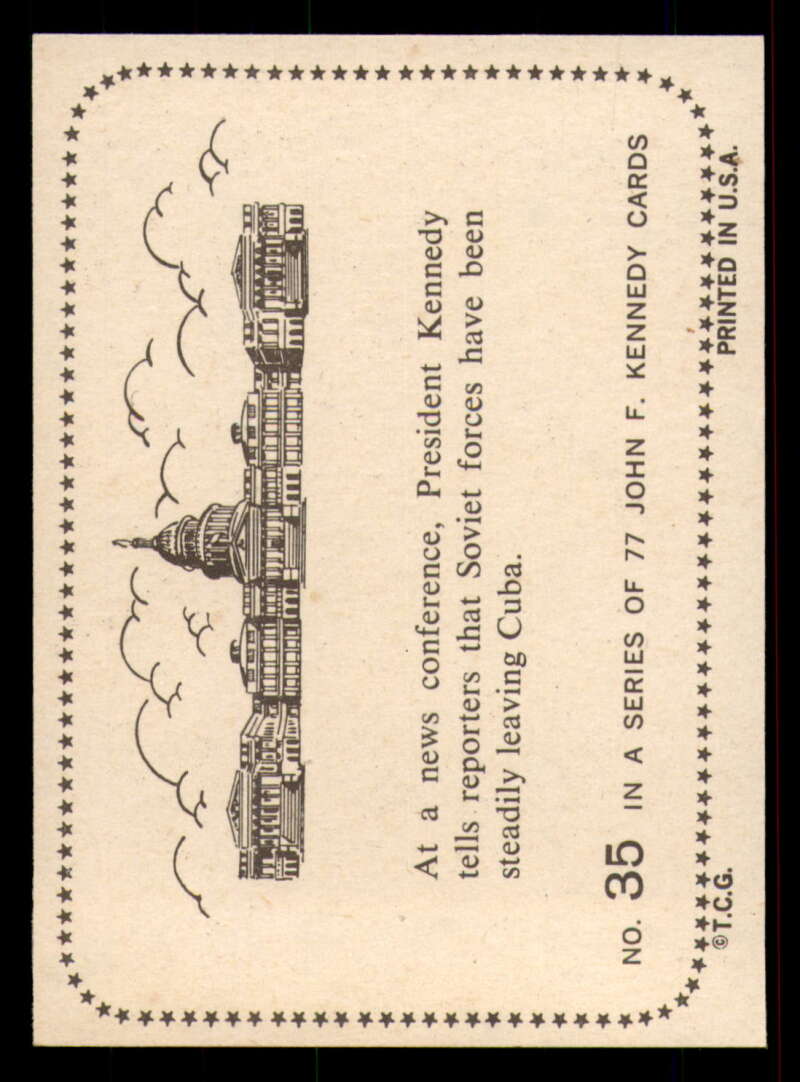 At a news conference, President Kennedy
tells reporters that Soviet forces have been
steadily leaving Cuba.
NO. 35 IN A SERIES OF 77 JOHN F. KENNEDY CARDS
©T.C.G. PRINTED IN U.S.A.